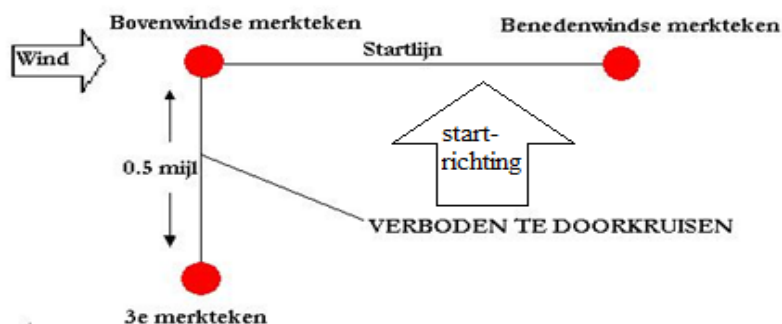 Bovenwindse merkteken
Benedenwindse merkteken
Wind
Startlijn
start-
richting
0.5 mijl
VERBODEN TE DOORKRUISEN
3e merkteken